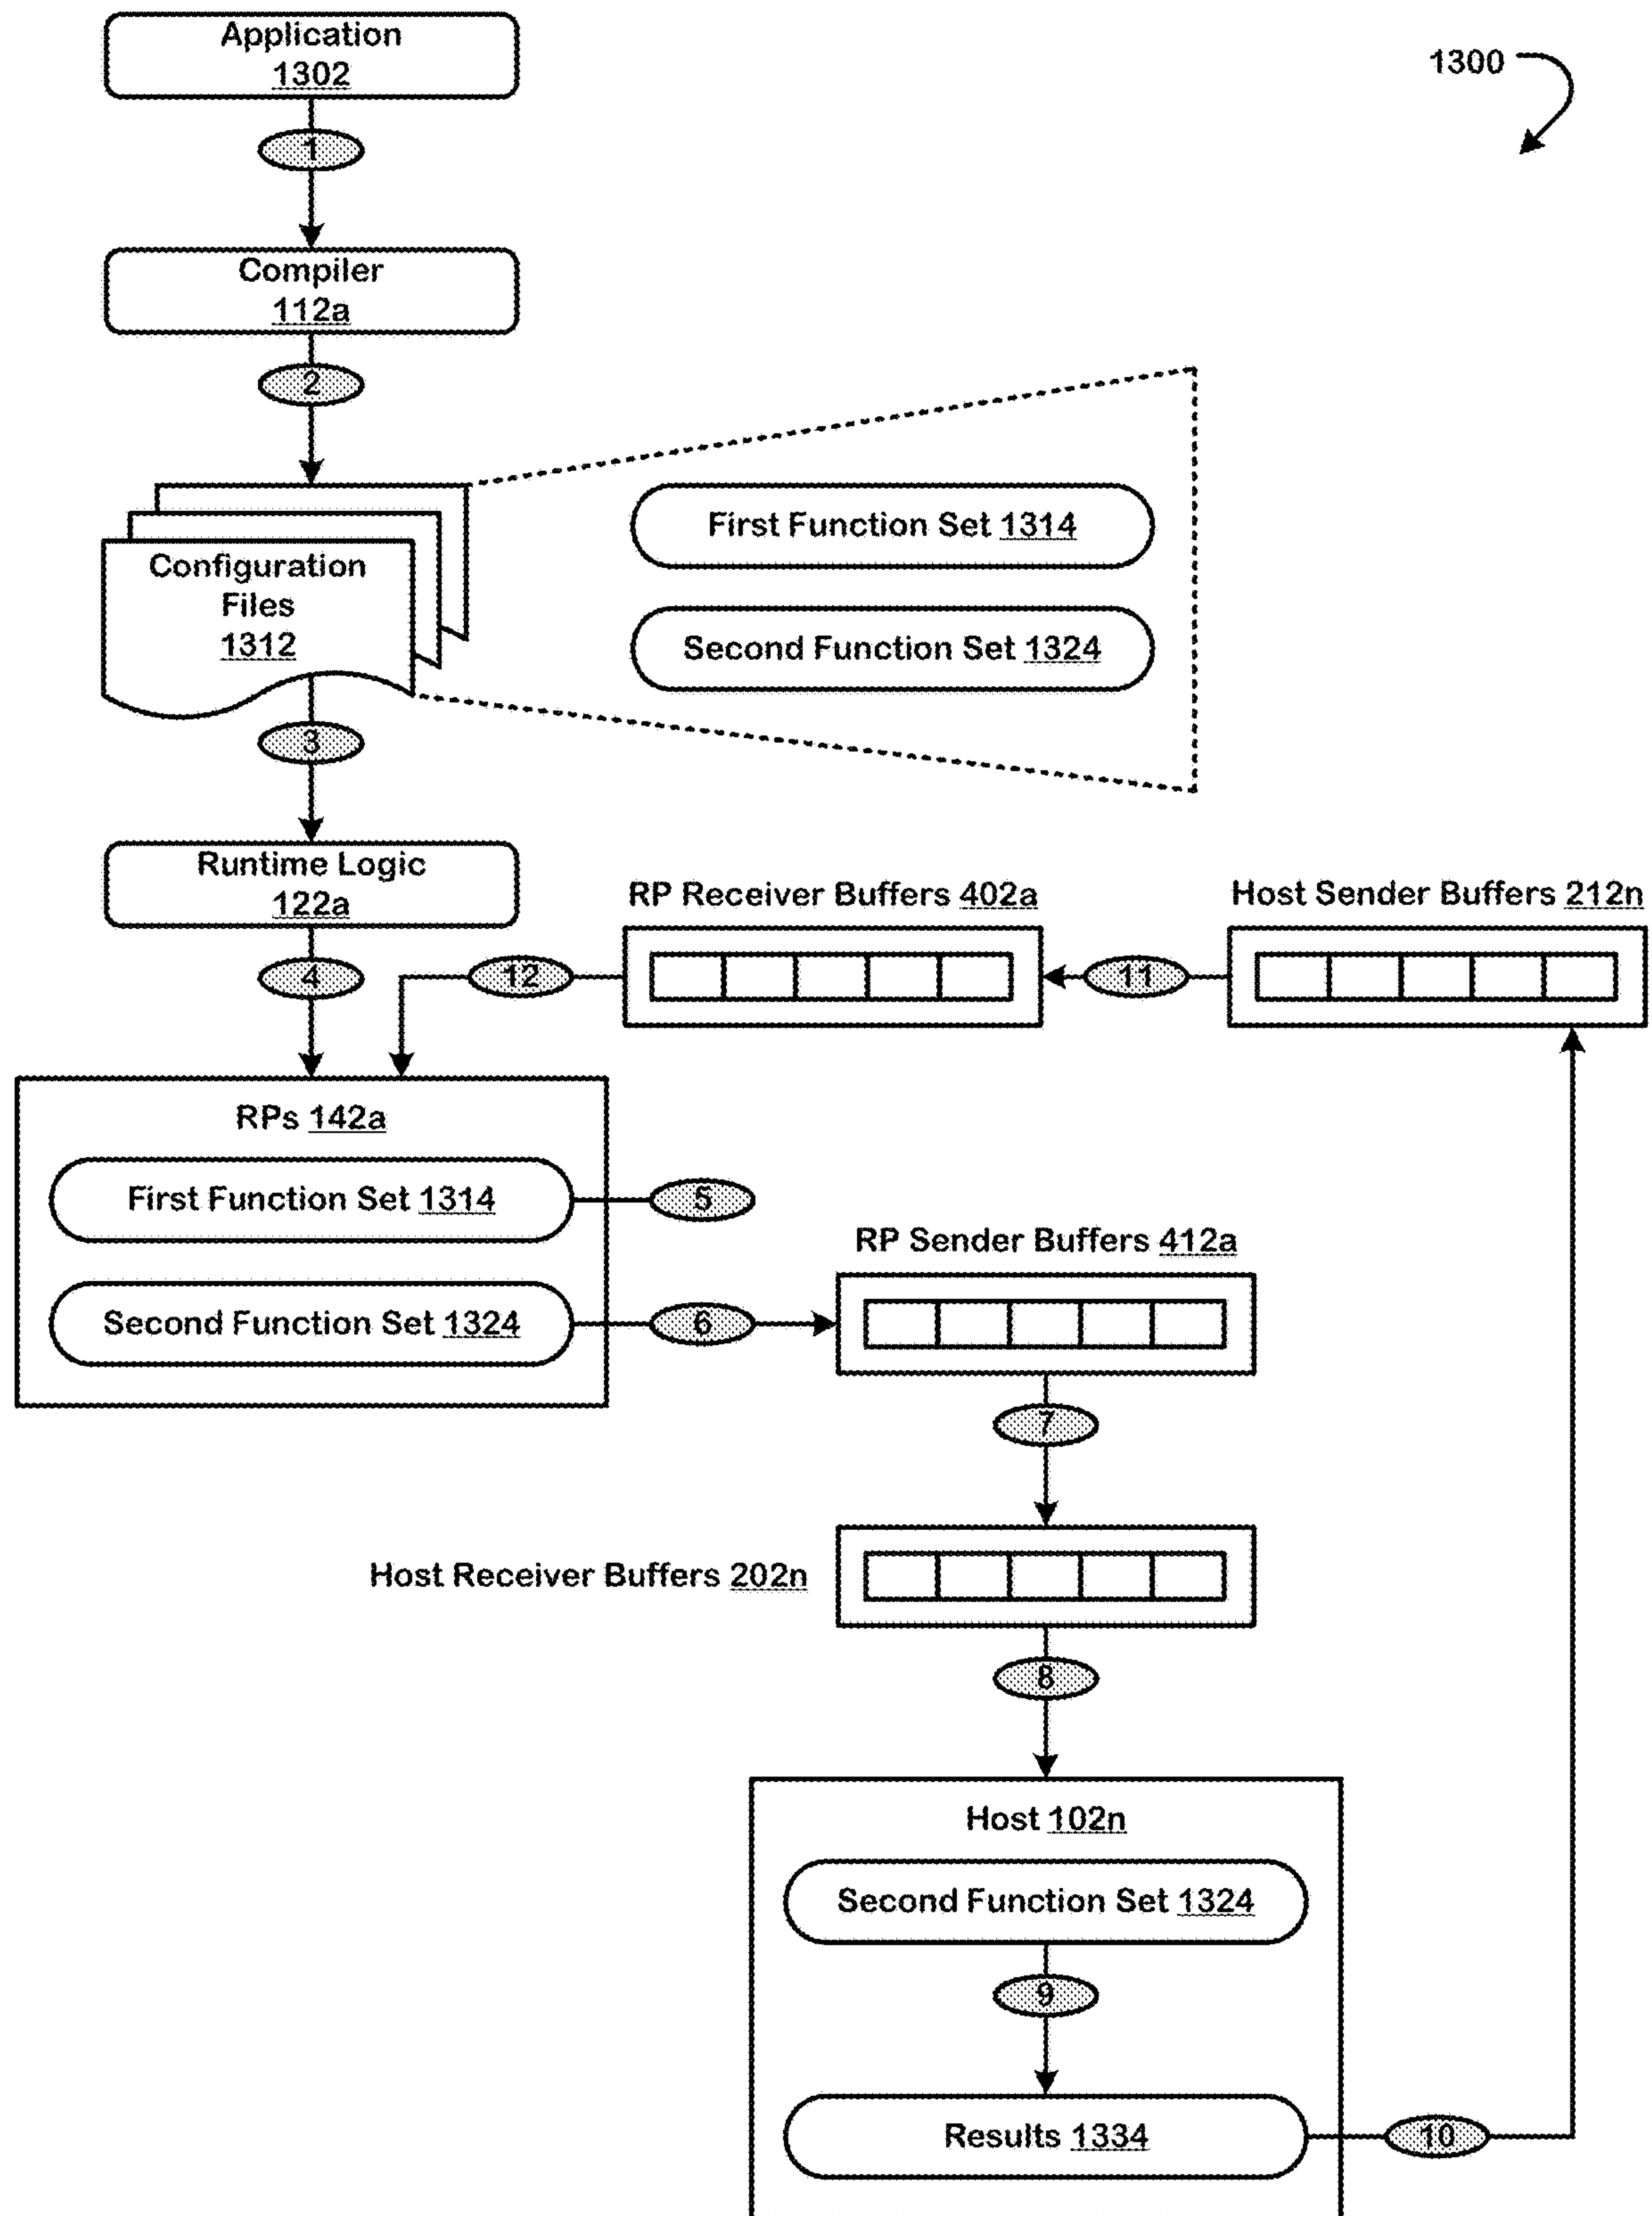 Application
1302
1300
1
Compiler
112a
2
First Function Set 1314
Configuration
Files
1312
Second Function Set 1324
3
Runtime Logic
122a
RP Receiver Buffers 402a
Host Sender Buffers 212n
4
12
11
RPs 142a
First Function Set 1314
5
RP Sender Buffers 412a
Second Function Set 1324
6
7
Host Receiver Buffers 202n
8
Host 102n
Second Function Set 1324
9
Results 1334
10